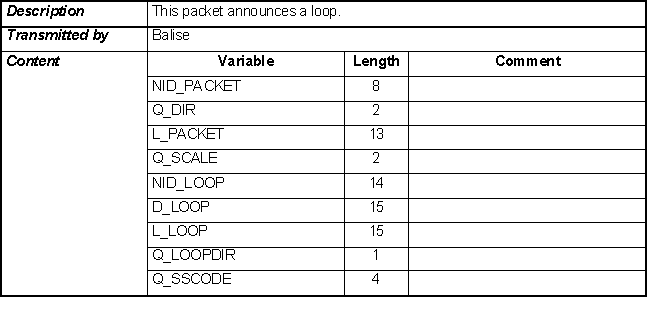 Description This packet announces a loop.
Transmitted by Balise
Content Variable Length Comment
NID_PACKET 8
Q_DIR 2
L_PACKET 13
Q_SCALE 2
NID_LOOP 14
D_LOOP 15
L_LOOP 15
Q_LOOPDIR 1
Q_SSCODE 4